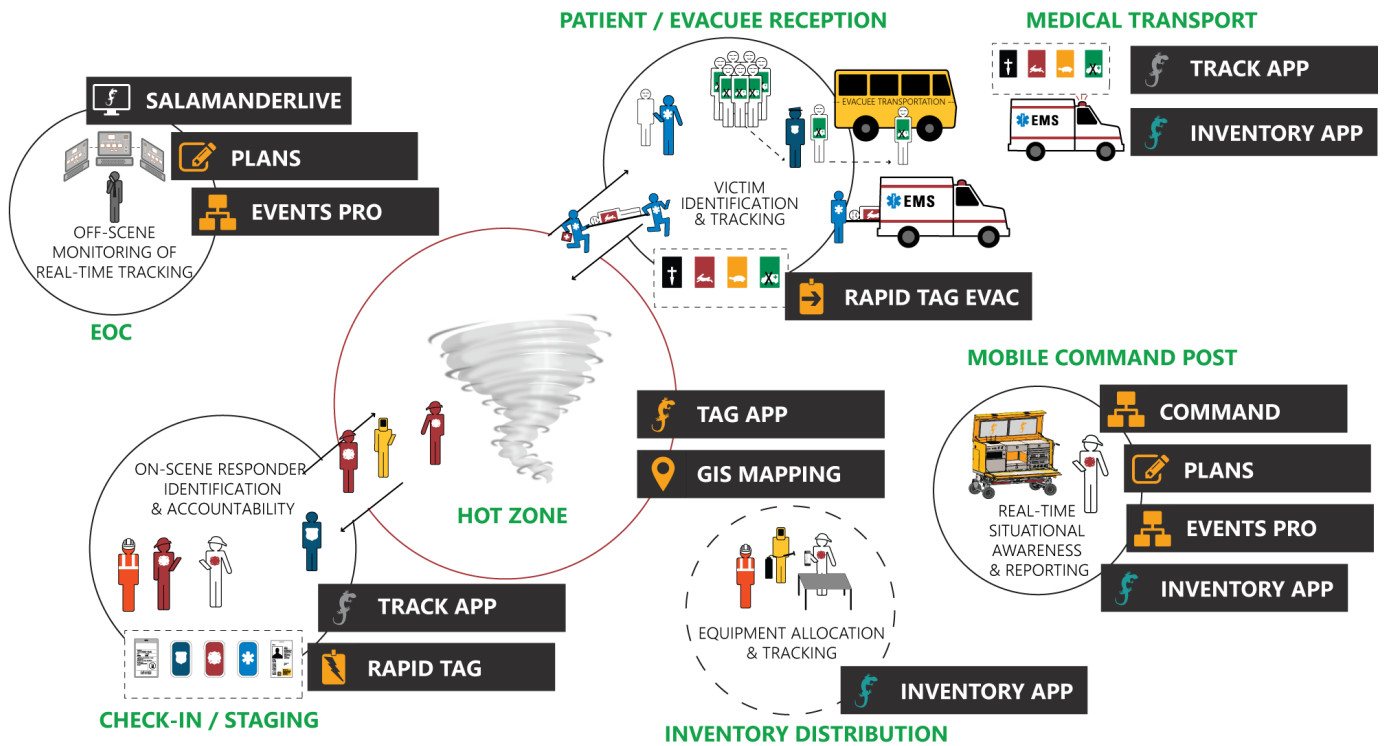 PATIENT / EVACUEE RECEPTION
MEDICAL TRANSPORT
TRACK APP
INVENTORY APP
EMS
EVACUEE TRANSPORTATION
VICTIM
IDENTIFICATION
& TRACKING
EMS
RAPID TAG EVAC
SALAMANDERLIVE
PLANS
EVENTS PRO
OFF-SCENE
MONITORING OF
REAL-TIME TRACKING
EOC
HOT ZONE
TAG APP
GIS MAPPING
MOBILE COMMAND POST
COMMAND
PLANS
EVENTS PRO
INVENTORY APP
REAL-TIME
SITUATIONAL
AWARENESS
& REPORTING
ON-SCENE RESPONDER
IDENTIFICATION
& ACCOUNTABILITY
TRACK APP
RAPID TAG
CHECK-IN / STAGING
EQUIPMENT ALLOCATION
& TRACKING
INVENTORY APP
INVENTORY DISTRIBUTION